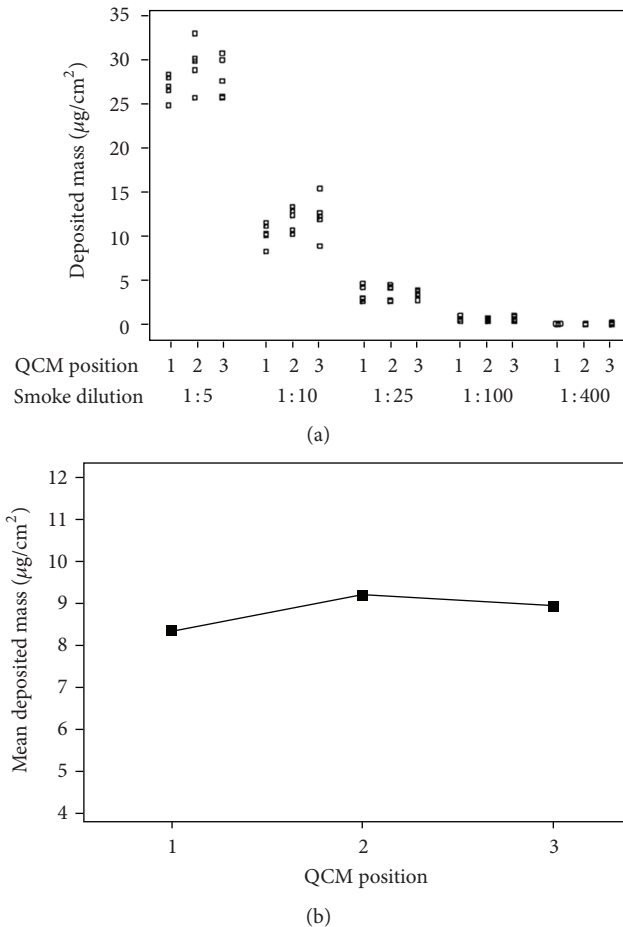 Deposited mass (μg/cm²)
35
30
25
20
15
10
5
0
QCM position 1 2 3 1 2 3 1 2 3 1 2 3 1 2 3
Smoke dilution 1 : 5 1 : 10 1 : 25 1 : 100 1 : 400
(a)
Mean deposited mass (μg/cm²)
12
11
10
9
8
7
6
5
4
1 2 3
QCM position
(b)